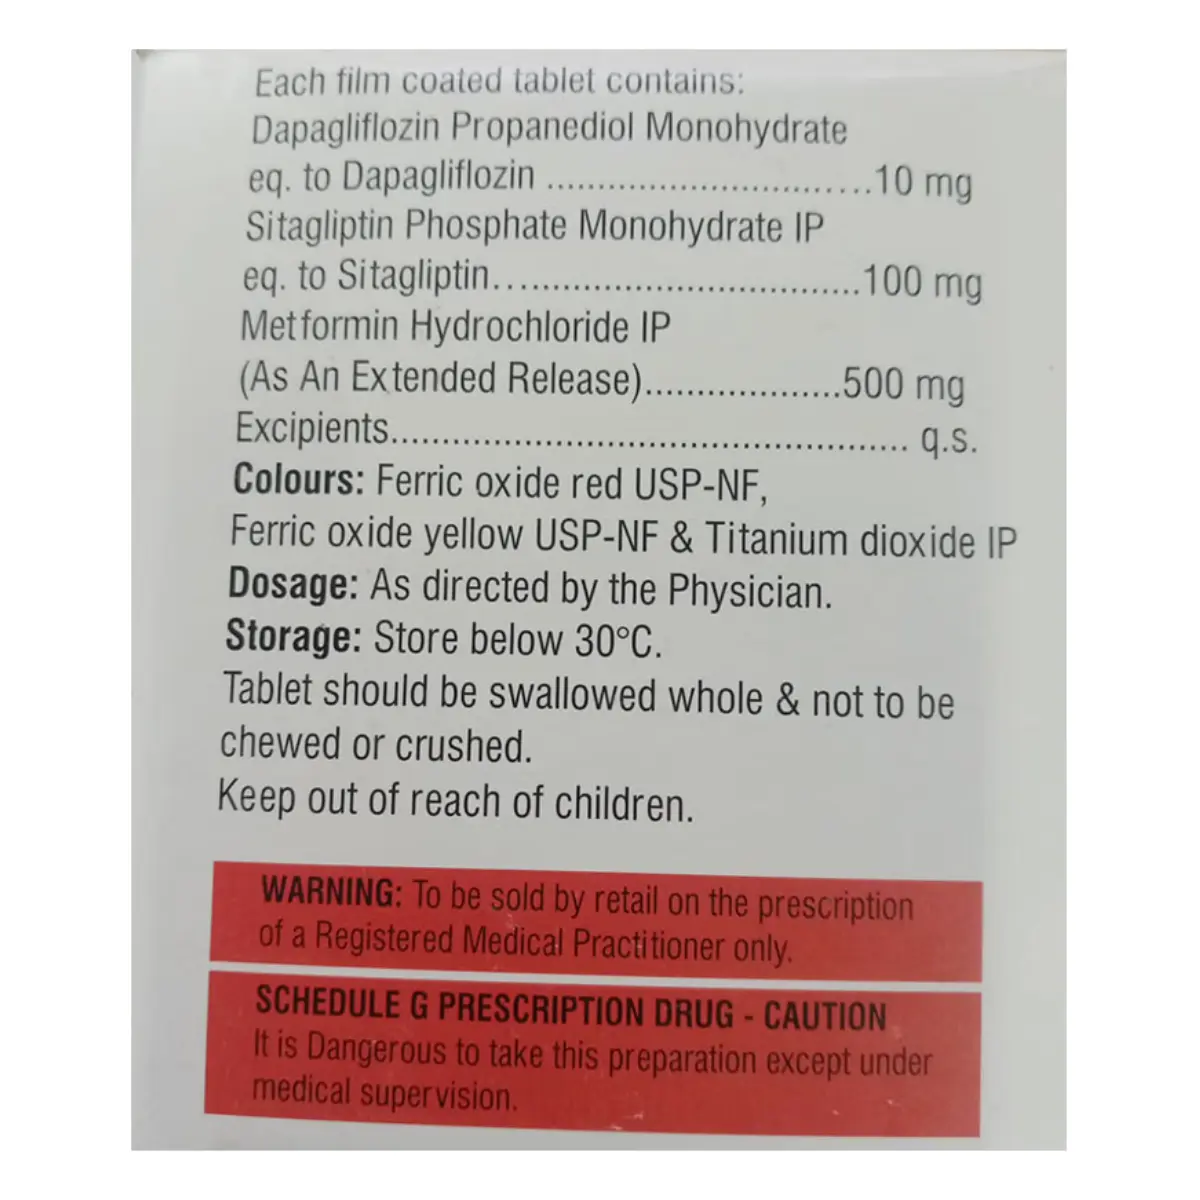 Each film coated tablet contains:
Dapagliflozin Propanediol Monohydrate
eq. to Dapagliflozin ................................10 mg
Sitagliptin Phosphate Monohydrate IP
eq. to Sitagliptin....................................100 mg
Metformin Hydrochloride IP
(As An Extended Release)...................500 mg
Excipients.................................................. q.s.
Colours: Ferric oxide red USP-NF,
Ferric oxide yellow USP-NF & Titanium dioxide IP
Dosage: As directed by the Physician.
Storage: Store below 30°C.
Tablet should be swallowed whole & not to be
chewed or crushed.
Keep out of reach of children.
WARNING: To be sold by retail on the prescription
of a Registered Medical Practitioner only.
SCHEDULE G PRESCRIPTION DRUG - CAUTION
It is Dangerous to take this preparation except under
medical supervision.